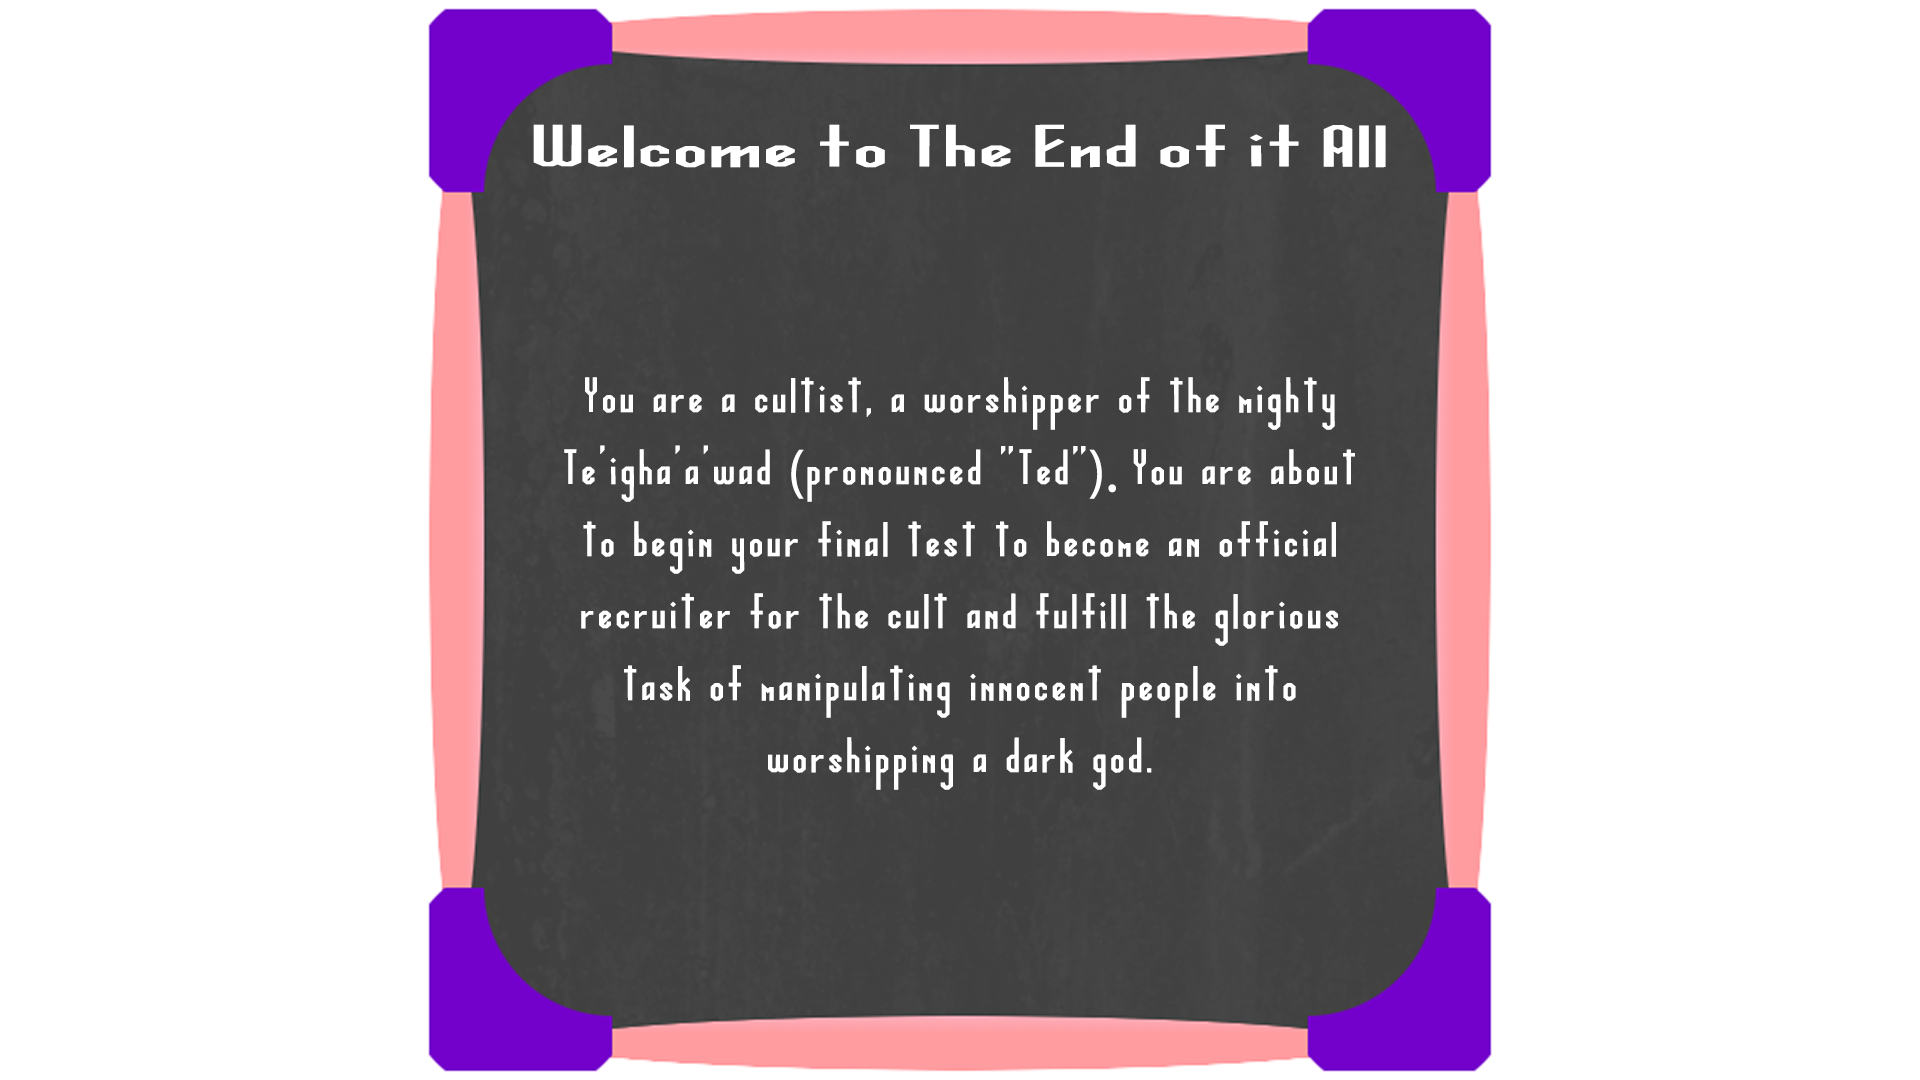 Welcome to The End of it All
You are a cultist, a worshipper of the mighty
Te'igha'a'wad (pronounced "Ted"). You are about
to begin your final test to become an official
recruiter for the cult and fulfill the glorious
task of manipulating innocent people into
worshipping a dark god.